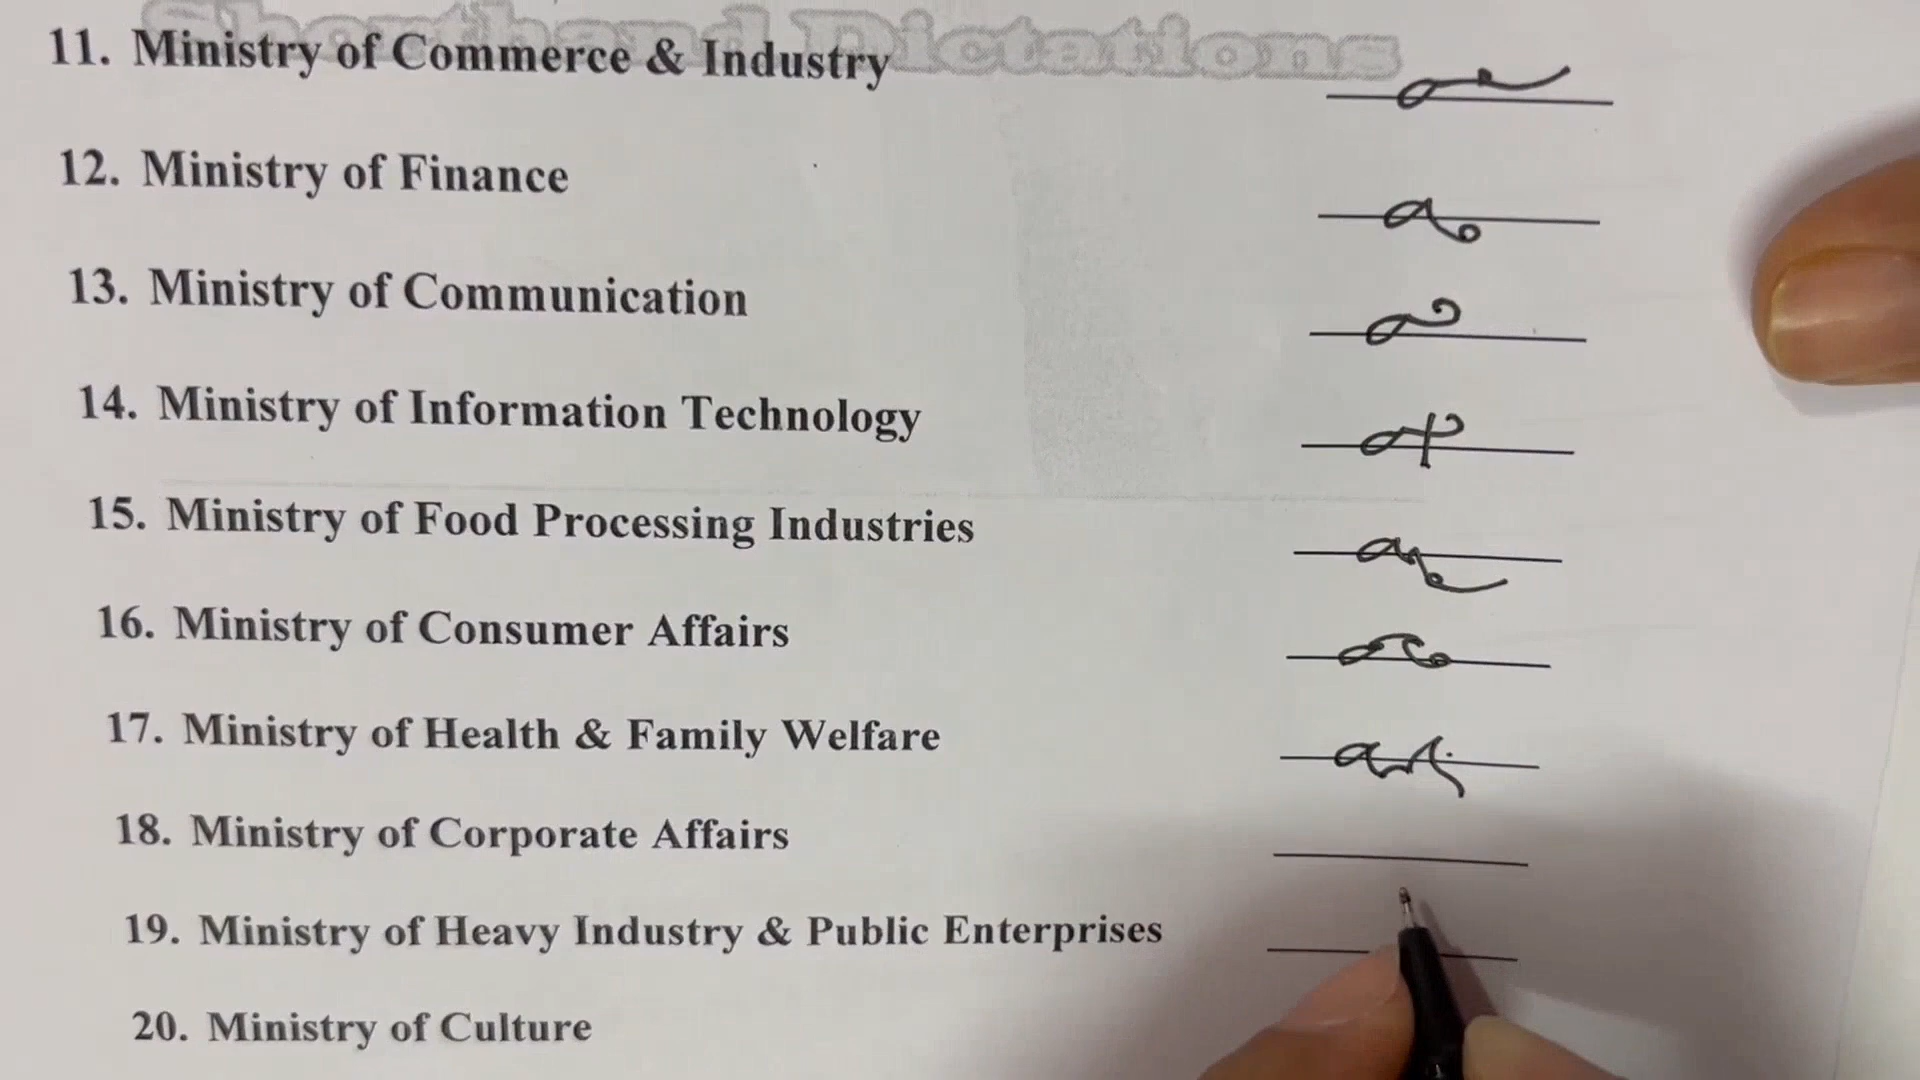 Shorthand Dictations
11. Ministry of Commerce & Industry
12. Ministry of Finance
13. Ministry of Communication
14. Ministry of Information Technology
15. Ministry of Food Processing Industries
16. Ministry of Consumer Affairs
17. Ministry of Health & Family Welfare
18. Ministry of Corporate Affairs
19. Ministry of Heavy Industry & Public Enterprises
20. Ministry of Culture